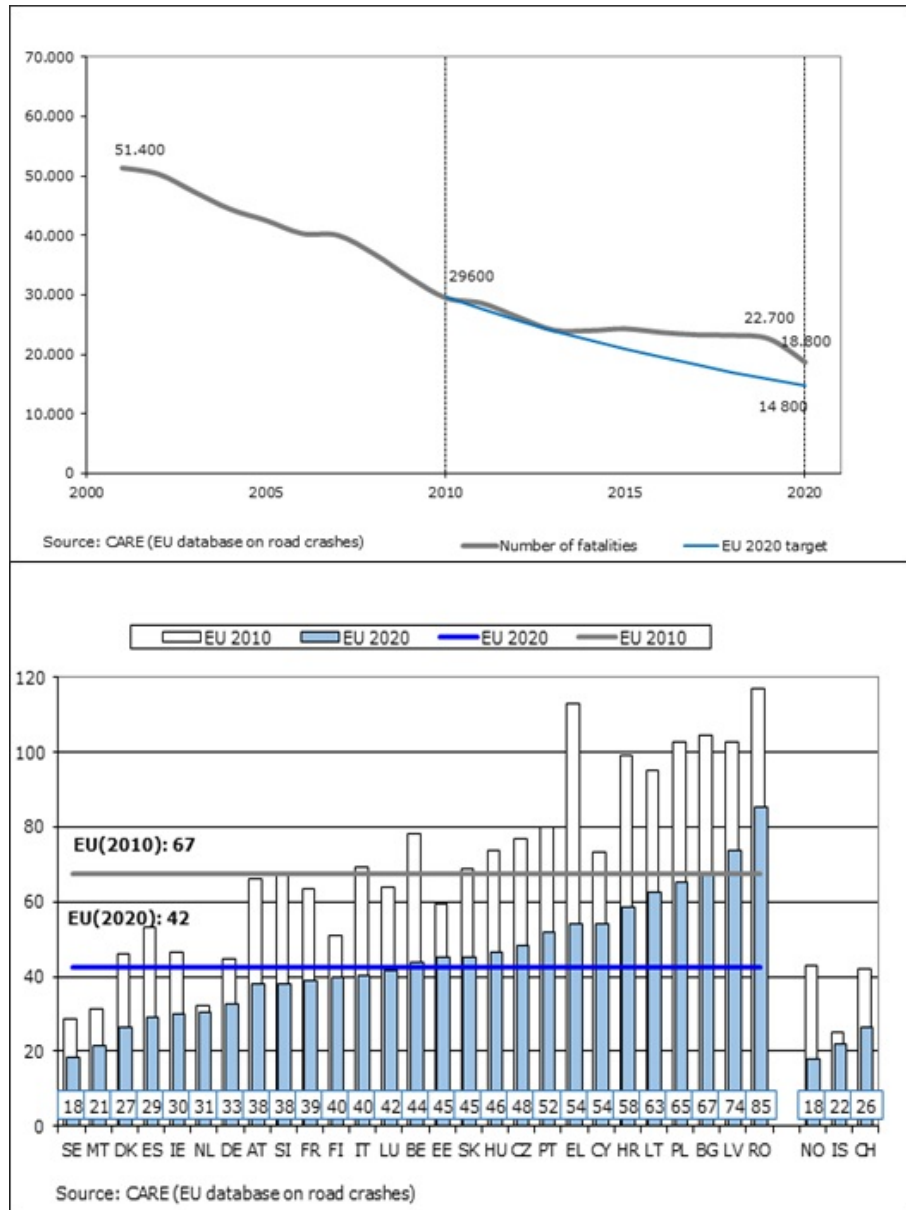 70.000
60.000
51.400
50.000
40.000
29600
30.000
22.700
18.800
20.000
14 800
10.000
0
2000 2005 2010 2015 2020
Source: CARE (EU database on road crashes) Number of fatalities EU 2020 target
EU 2010 EU 2020 EU 2020 EU 2010
120
100
80
EU(2010): 67
60
EU(2020): 42
40
20
18 21 27 29 30 31 33 38 38 39 40 40 42 44 45 45 46 48 52 54 54 58 63 65 67 74 85 18 22 26
0
SE MT DK ES IE NL DE AT SI FR FI IT LU BE EE SK HU CZ PT EL CY HR LT PL BG LV RO NO IS CH
Source: CARE (EU database on road crashes)